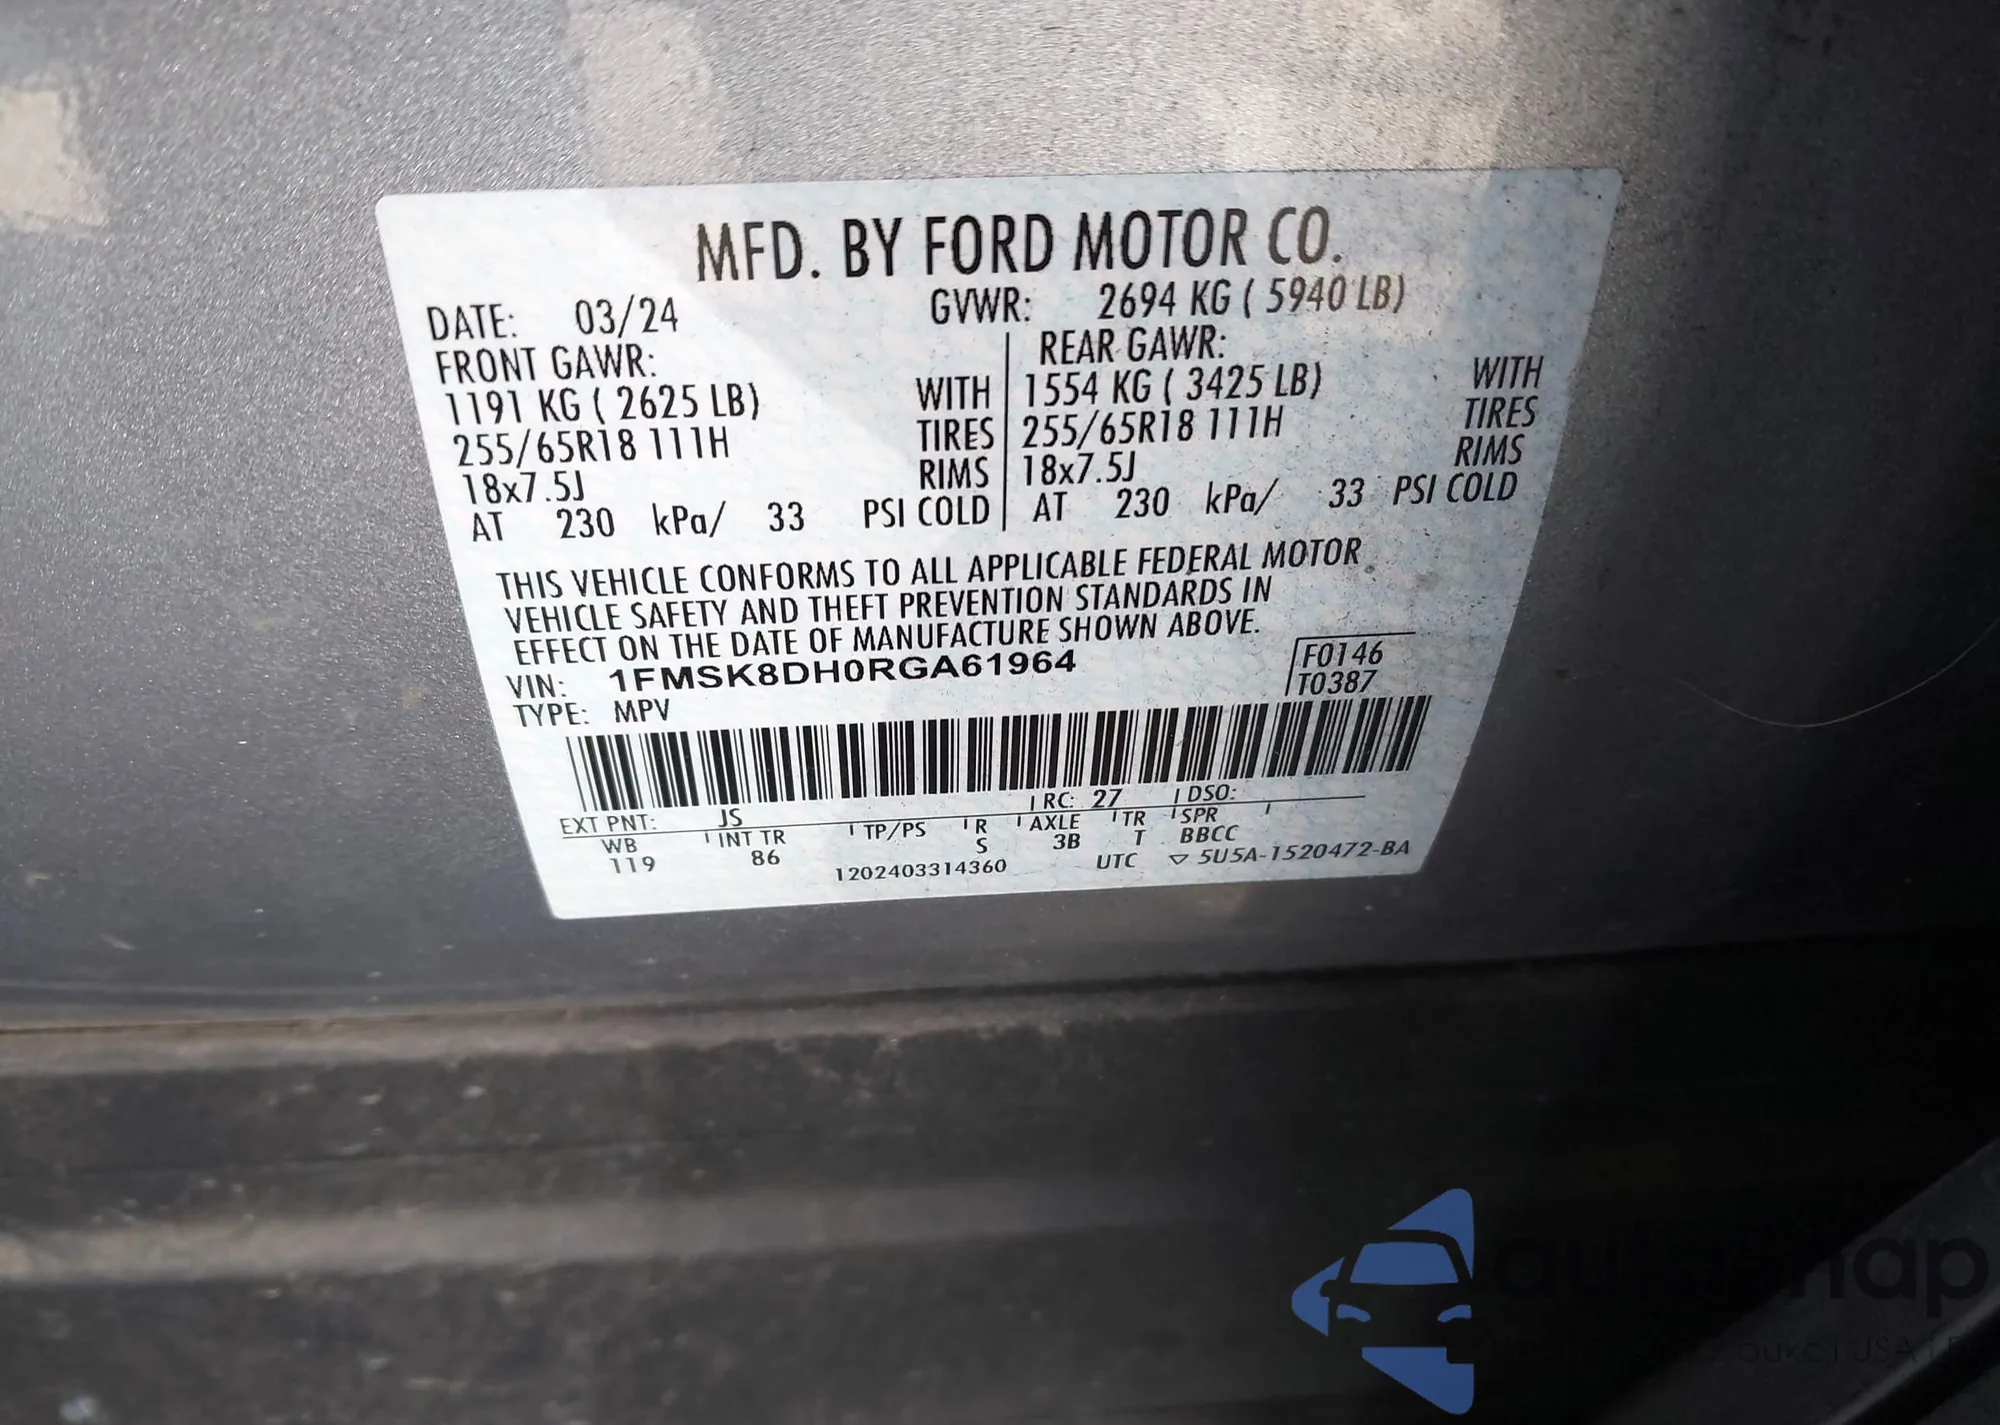 MFD. BY FORD MOTOR CO.
DATE: 03/24 GVWR: 2694 KG ( 5940 LB)
FRONT GAWR: REAR GAWR:
1191 KG ( 2625 LB) WITH 1554 KG ( 3425 LB) WITH
255/65R18 111H TIRES 255/65R18 111H TIRES
18x7.5J RIMS 18x7.5J RIMS
AT 230 kPa/ 33 PSI COLD AT 230 kPa/ 33 PSI COLD
THIS VEHICLE CONFORMS TO ALL APPLICABLE FEDERAL MOTOR
VEHICLE SAFETY AND THEFT PREVENTION STANDARDS IN
EFFECT ON THE DATE OF MANUFACTURE SHOWN ABOVE.
VIN: 1FMSK8DH0RGA61964 F0146
TYPE: MPV T0387
EXT PNT: JS RC: 27 DSO:
WB INT TR TP/PS R AXLE TR SPR
119 86 S 3B T BBCC
1202403314360 UTC ▽ 5U5A-1520472-BA
autosnap